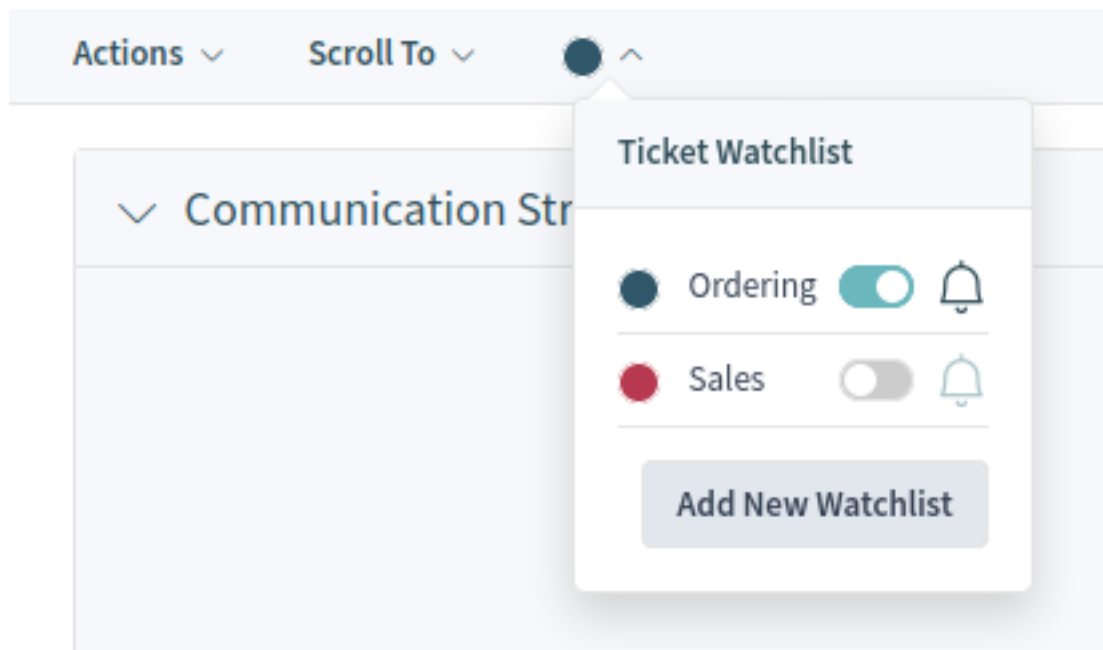 Actions Scroll To
Ticket Watchlist
Communication Str
Ordering
Sales
Add New Watchlist